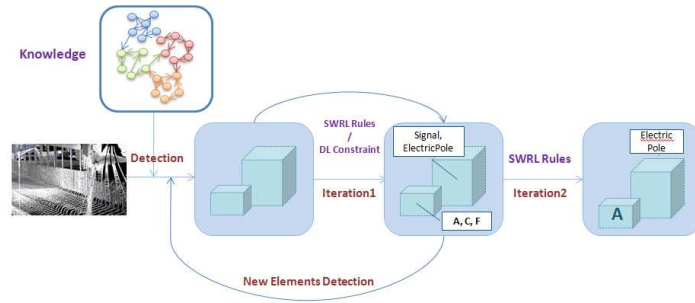 Knowledge
Detection
SWRL Rules
/
DL Constraint
Iteration1
Signal,
ElectricPole
A, C, F
SWRL Rules
Iteration2
Electric
Pole
A
New Elements Detection